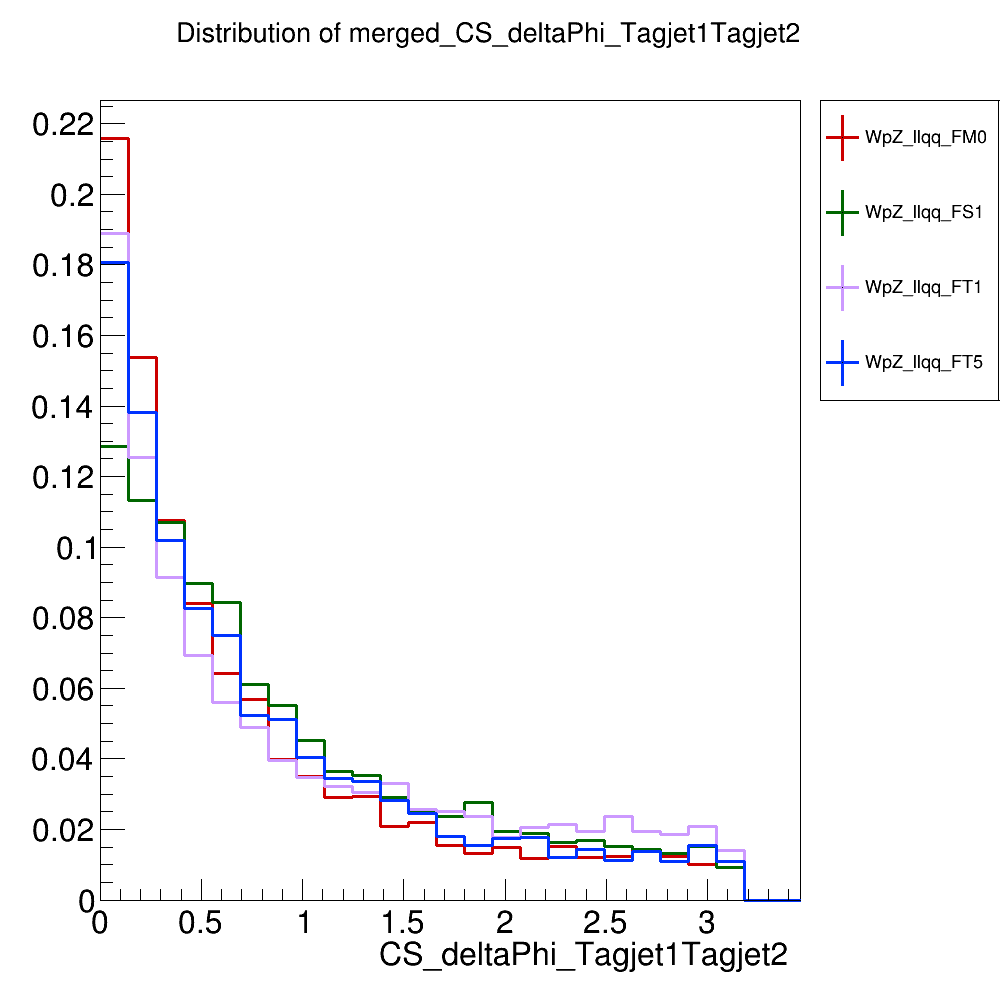 Distribution of merged_CS_deltaPhi_Tagjet1Tagjet2
0.22
0.2
0.18
0.16
0.14
0.12
0.1
0.08
0.06
0.04
0.02
0
0 0.5 1 1.5 2 2.5 3
CS_deltaPhi_Tagjet1Tagjet2
WpZ_llqq_FM0
WpZ_llqq_FS1
WpZ_llqq_FT1
WpZ_llqq_FT5